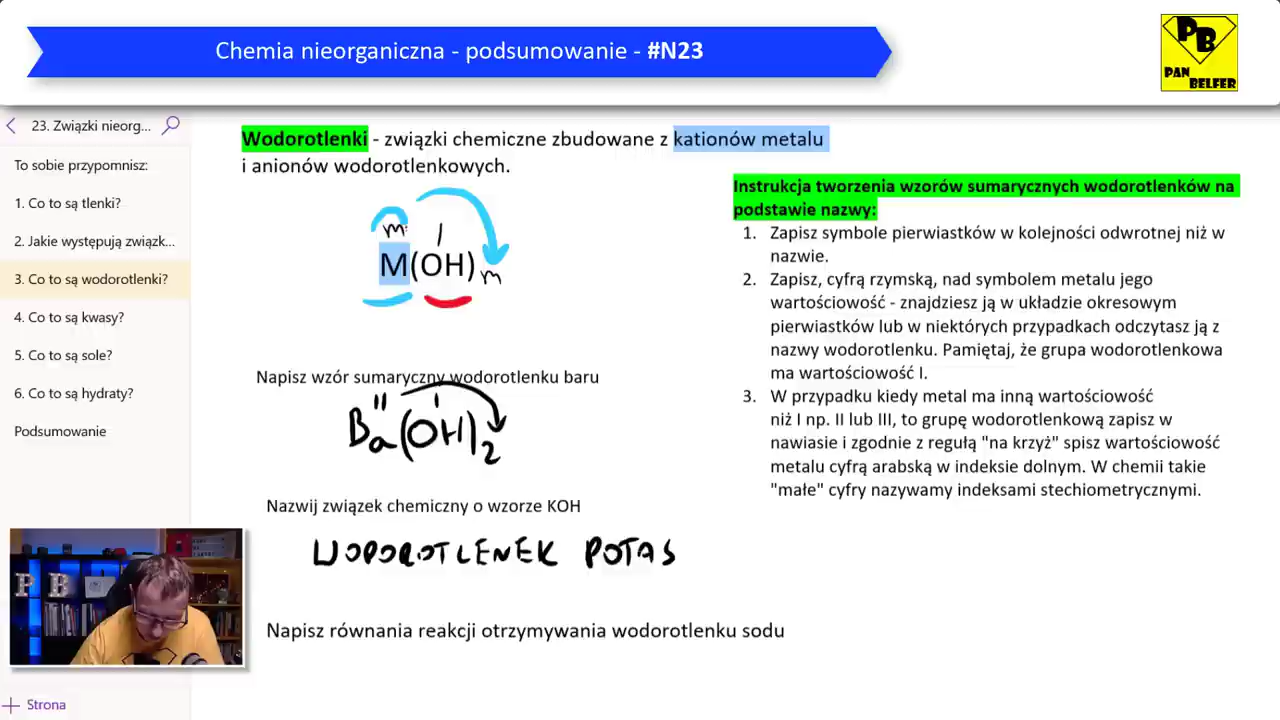 Chemia nieorganiczna - podsumowanie - #N23
PB
PAN
BELFER
23. Związki nieorg...
To sobie przypomnisz:
1. Co to są tlenki?
2. Jakie występują związk...
3. Co to są wodorotlenki?
4. Co to są kwasy?
5. Co to są sole?
6. Co to są hydraty?
Podsumowanie
Strona
Wodorotlenki - związki chemiczne zbudowane z kationów metalu
i anionów wodorotlenkowych.
m I
M(OH)m
Napisz wzór sumaryczny wodorotlenku baru
II I
Ba(OH)2
Nazwij związek chemiczny o wzorze KOH
WODOROTLENEK POTAS
Napisz równania reakcji otrzymywania wodorotlenku sodu
Instrukcja tworzenia wzorów sumarycznych wodorotlenków na
podstawie nazwy:
1. Zapisz symbole pierwiastków w kolejności odwrotnej niż w
nazwie.
2. Zapisz, cyfrą rzymską, nad symbolem metalu jego
wartościowość - znajdziesz ją w układzie okresowym
pierwiastków lub w niektórych przypadkach odczytasz ją z
nazwy wodorotlenku. Pamiętaj, że grupa wodorotlenkowa
ma wartościowość I.
3. W przypadku kiedy metal ma inną wartościowość
niż I np. II lub III, to grupę wodorotlenkową zapisz w
nawiasie i zgodnie z regułą "na krzyż" spisz wartościowość
metalu cyfrą arabską w indeksie dolnym. W chemii takie
"małe" cyfry nazywamy indeksami stechiometrycznymi.
P B